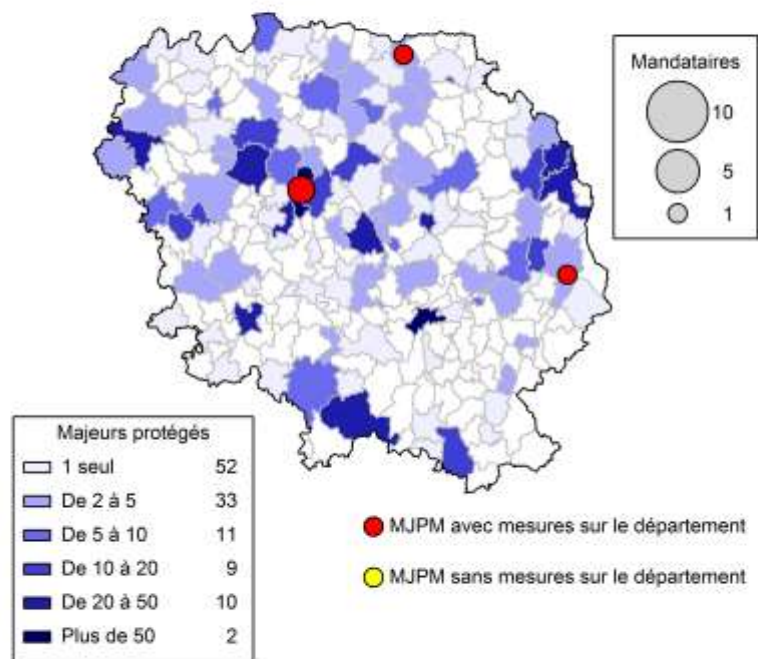 Mandataires
10
5
1
Majeurs protégés
1 seul 52
De 2 à 5 33
De 5 à 10 11
De 10 à 20 9
De 20 à 50 10
Plus de 50 2
MJPM avec mesures sur le département
MJPM sans mesures sur le département